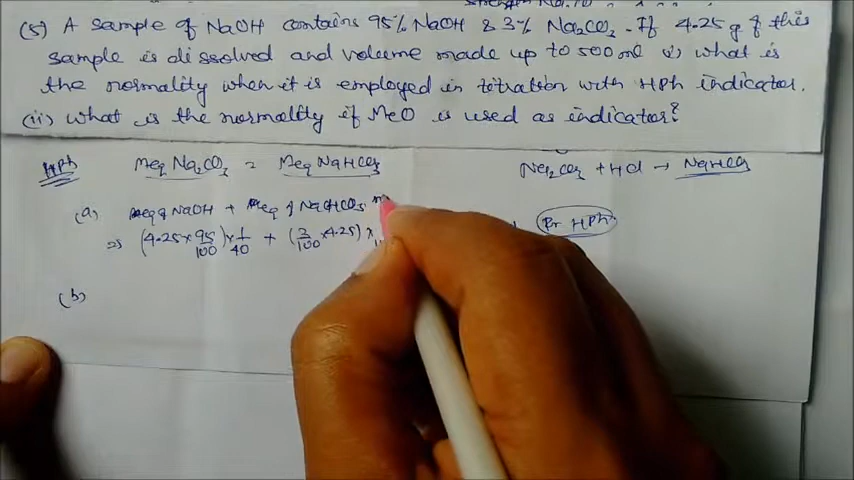 (5) A sample of NaOH contains 95% NaOH & 3% Na₂CO₃. If 4.25 g of this
sample is dissolved and volume made up to 500 ml i) what is
the normality when it is employed in titration with HPh indicator.
(ii) what is the normality if MeO is used as indicator?
HPh Meq Na₂CO₃ = Meq NaHCO₃ Na₂CO₃ + HCl → NaHCO₃
(a) Meq of NaOH + Meq of NaHCO₃ For HPh
⇒ (4.25 × 95/100) × 1/40 + (3/100 × 4.25) ×
(b)